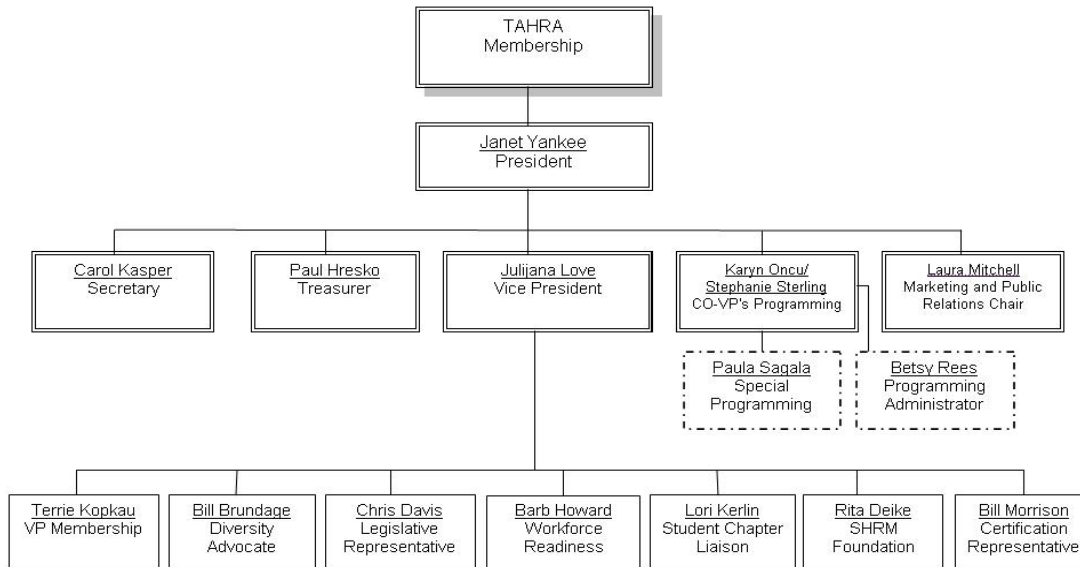 TAHRA
Membership
Janet Yankee
President
Carol Kasper
Secretary
Paul Hresko
Treasurer
Julijana Love
Vice President
Karyn Oncu/
Stephanie Sterling
CO-VP's Programming
Laura Mitchell
Marketing and Public
Relations Chair
Paula Sagala
Special
Programming
Betsy Rees
Programming
Administrator
Terrie Kopkau
VP Membership
Bill Brundage
Diversity
Advocate
Chris Davis
Legislative
Representative
Barb Howard
Workforce
Readiness
Lori Kerlin
Student Chapter
Liaison
Rita Deike
SHRM
Foundation
Bill Morrison
Certification
Representative